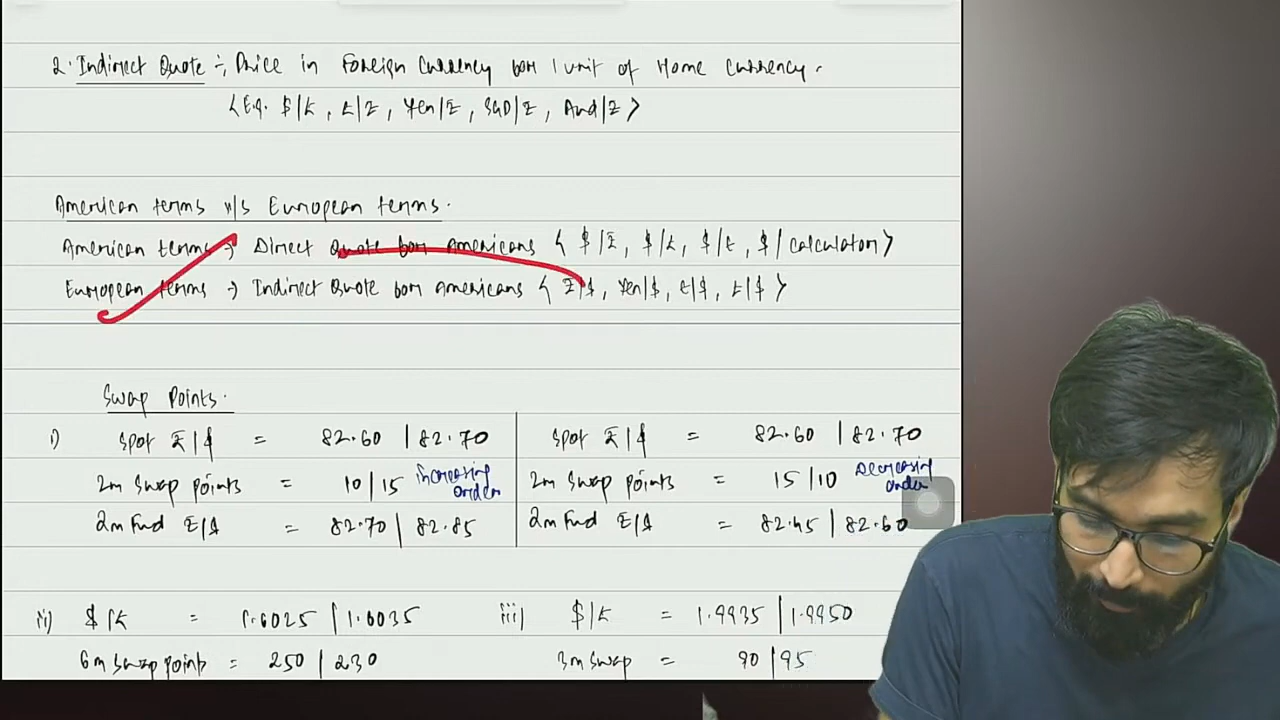 2. Indirect Quote ÷ Price in Foreign Currency for 1 unit of Home Currency.
<E.g. $/£, £/₹, Yen/₹, SGD/₹, Aud/₹>
American terms v/s European terms.
American terms → Direct Quote for Americans < $/₹, $/£, $/€, $/calculator>
European terms → Indirect Quote for Americans < ₹/$, Yen/$, €/$, £/$ >
Swap Points.
i) Spot ₹/$ = 82.60 | 82.70
2m Swap points = 10/15 increasing order
2m Fwd ₹/$ = 82.70 | 82.85
Spot ₹/$ = 82.60 | 82.70
2m Swap points = 15/10 Decreasing order
2m Fwd ₹/$ = 82.45 | 82.60
ii) $/£ = 1.6025 | 1.6035
6m Swap points = 250 | 230
iii) $/£ = 1.9935 | 1.9950
3m Swap = 90 | 95